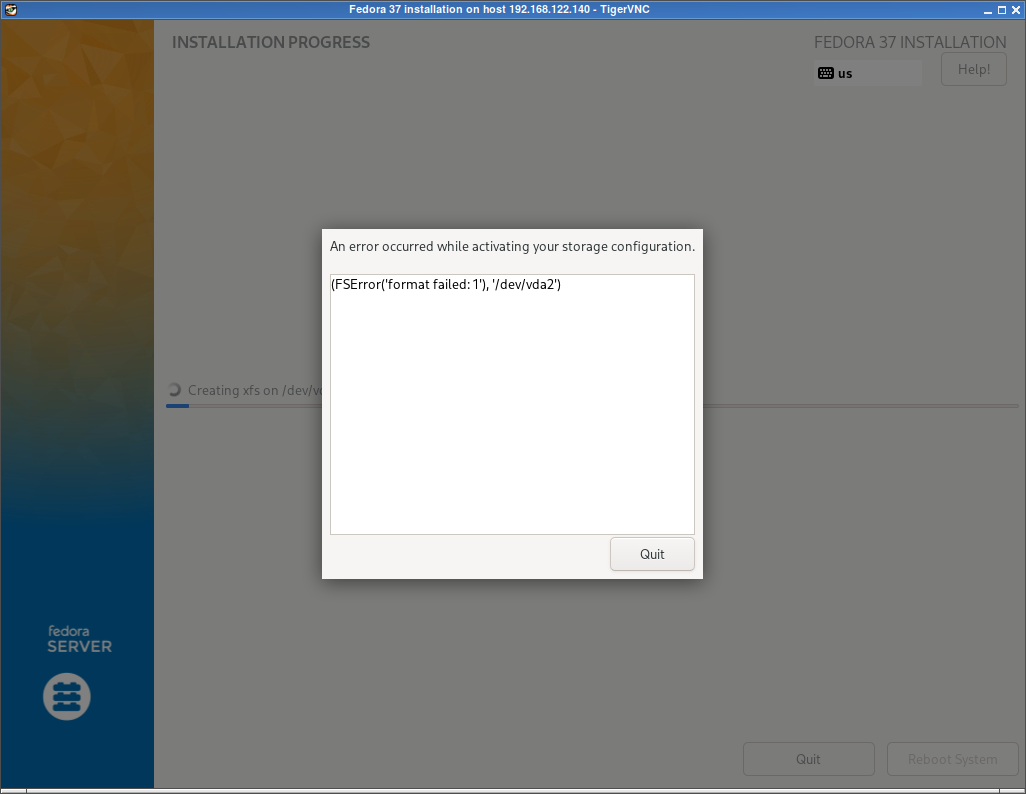 Fedora 37 installation on host 192.168.122.140 - TigerVNC
INSTALLATION PROGRESS
FEDORA 37 INSTALLATION
us
Help!
An error occurred while activating your storage configuration.
(FSError('format failed: 1'), '/dev/vda2')
Creating xfs on /dev/v
Quit
fedora
SERVER
Quit
Reboot System